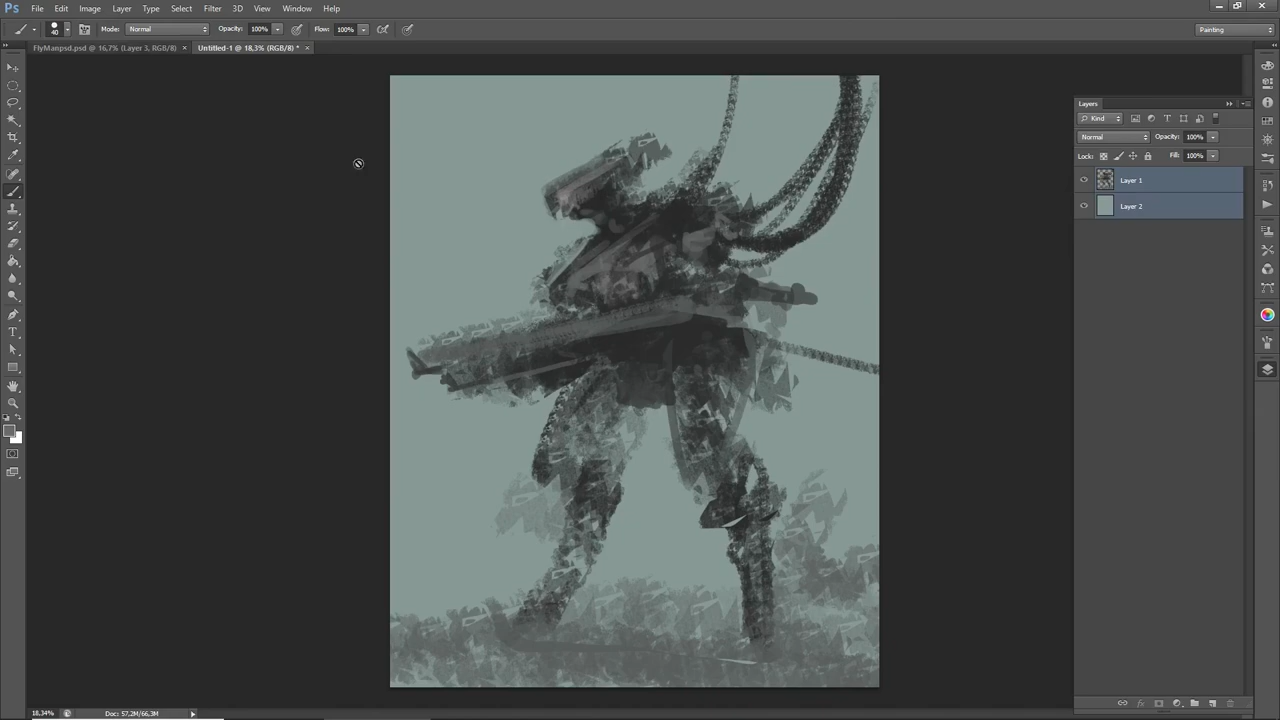 Ps File Edit Image Layer Type Select Filter 3D View Window Help
40 Mode: Normal Opacity: 100% Flow: 100% Painting
FlyManpsd.psd @ 16,7% (Layer 3, RGB/8) × Untitled-1 @ 18,3% (RGB/8) * ×
Layers
Kind
Normal Opacity: 100%
Lock: Fill: 100%
Layer 1
Layer 2
18,34% Doc: 57,2M/66,3M